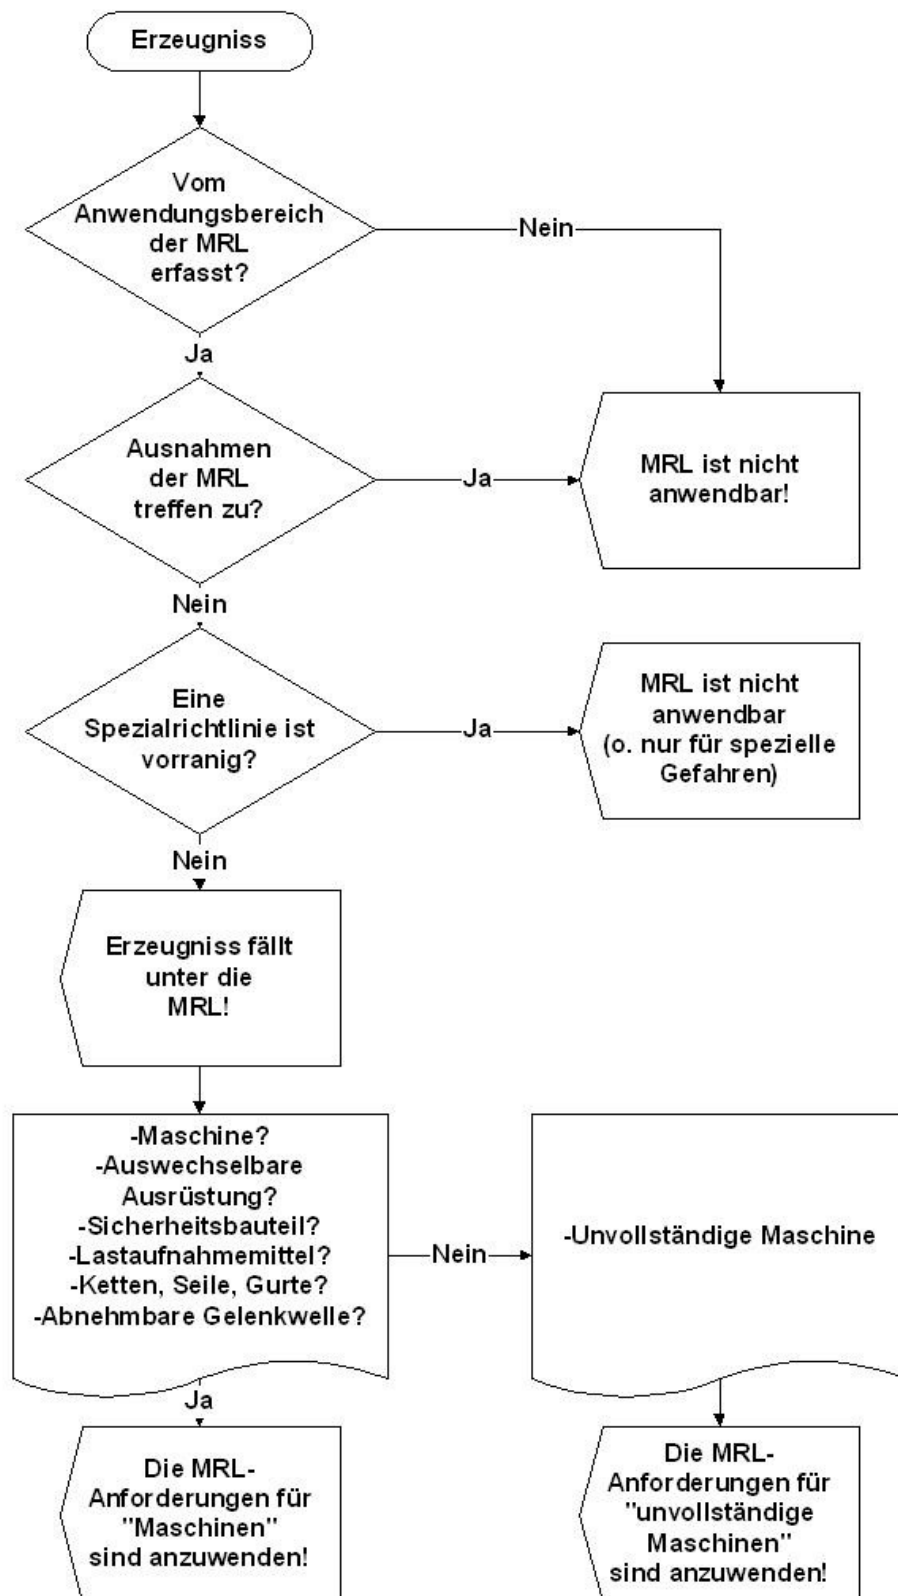 Erzeugniss
Vom
Anwendungsbereich
der MRL
erfasst?
Nein
Ja
Ausnahmen
der MRL
treffen zu?
Ja
MRL ist nicht
anwendbar!
Nein
Eine
Spezialrichtlinie ist
vorranig?
Ja
MRL ist nicht
anwendbar
(o. nur für spezielle
Gefahren)
Nein
Erzeugniss fällt
unter die
MRL!
-Maschine?
-Auswechselbare
Ausrüstung?
-Sicherheitsbauteil?
-Lastaufnahmemittel?
-Ketten, Seile, Gurte?
-Abnehmbare Gelenkwelle?
Nein
-Unvollständige Maschine
Ja
Die MRL-
Anforderungen für
"Maschinen"
sind anzuwenden!
Die MRL-
Anforderungen für
"unvollständige
Maschinen"
sind anzuwenden!